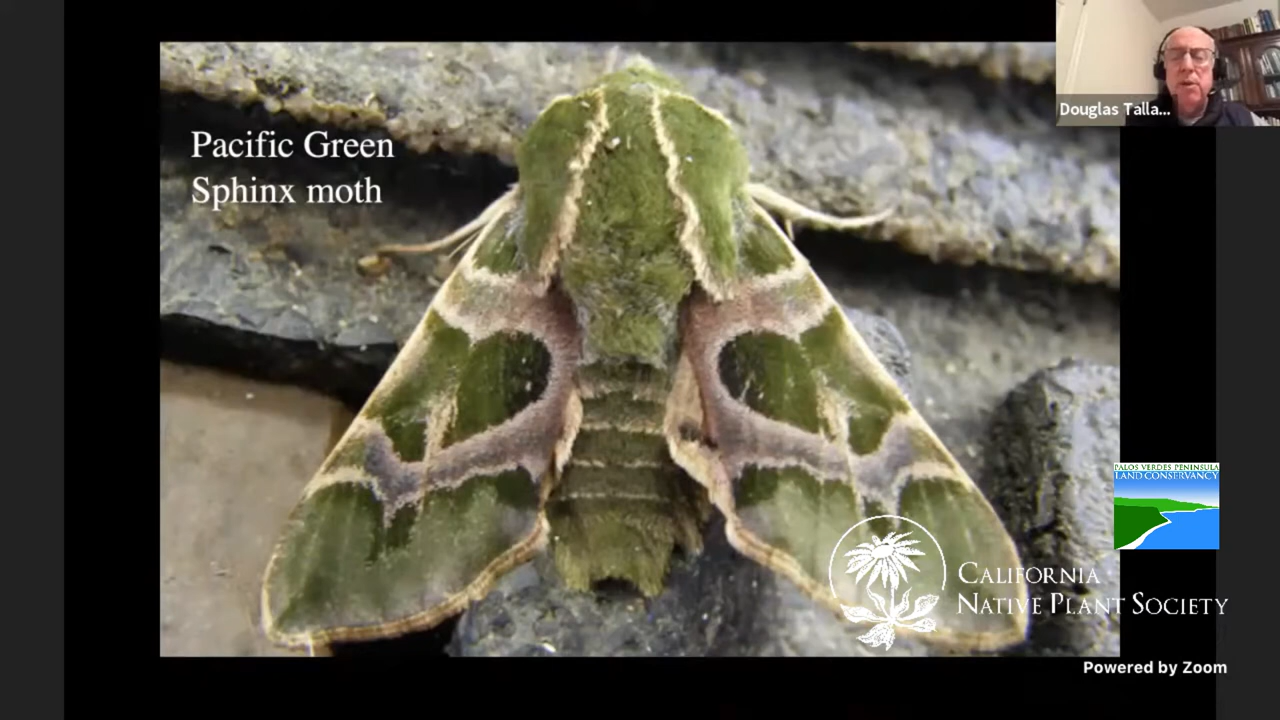 Pacific Green
Sphinx moth
Douglas Talla...
PALOS VERDES PENINSULA
LAND CONSERVANCY
CALIFORNIA
NATIVE PLANT SOCIETY
Powered by Zoom